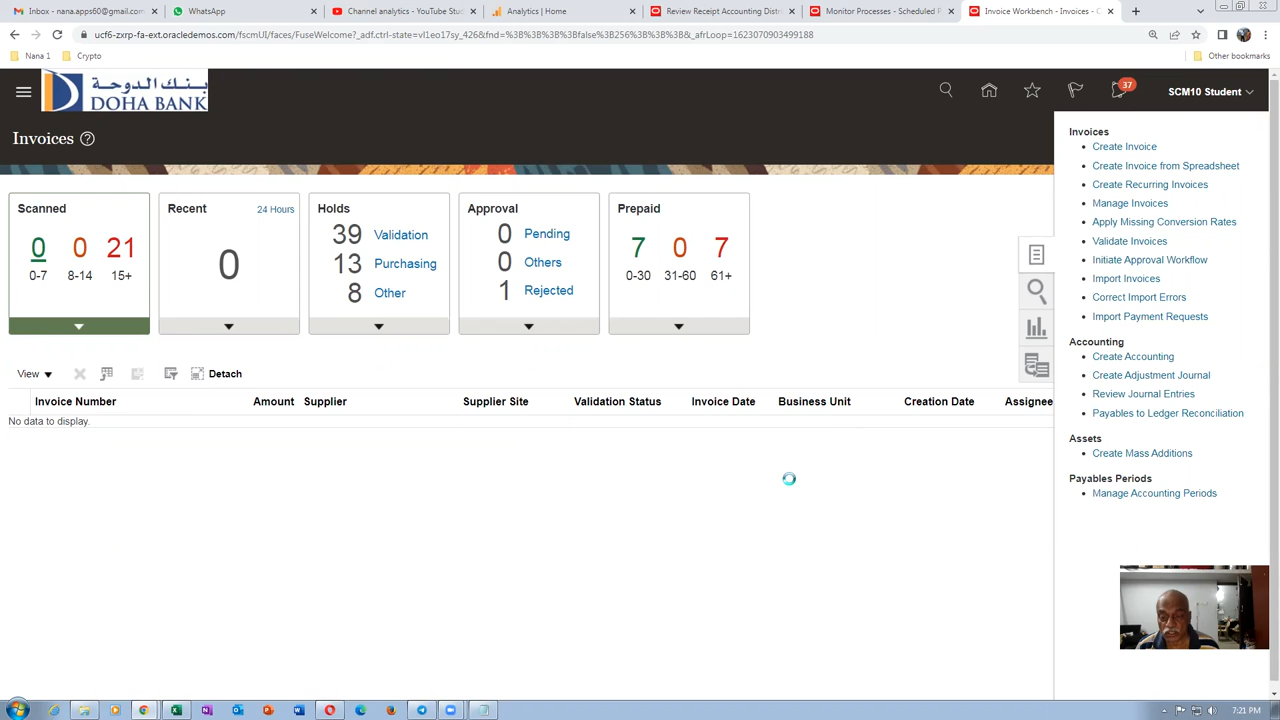 Inbox - nana.apps60@gmail.com
WhatsApp
Channel analytics - YouTube Stu
Analytics | Home
Review Receipt Accounting Distri
Monitor Processes - Scheduled P
Invoice Workbench - Invoices - C
ucf6-zxrp-fa-ext.oracledemos.com/fscmUI/faces/FuseWelcome?_adf.ctrl-state=vl1eo17sy_426&fnd=%3B%3B%3B%3Bfalse%3B256%3B%3B%3B&_afrLoop=1623070903499188
Nana 1
Crypto
Other bookmarks
بنك الدوحة
DOHA BANK
37
SCM10 Student
Invoices
Scanned
0 0 21
0-7 8-14 15+
Recent 24 Hours
0
Holds
39 Validation
13 Purchasing
8 Other
Approval
0 Pending
0 Others
1 Rejected
Prepaid
7 0 7
0-30 31-60 61+
View
Detach
Invoice Number Amount Supplier Supplier Site Validation Status Invoice Date Business Unit Creation Date Assignee
No data to display.
Invoices
Create Invoice
Create Invoice from Spreadsheet
Create Recurring Invoices
Manage Invoices
Apply Missing Conversion Rates
Validate Invoices
Initiate Approval Workflow
Import Invoices
Correct Import Errors
Import Payment Requests
Accounting
Create Accounting
Create Adjustment Journal
Review Journal Entries
Payables to Ledger Reconciliation
Assets
Create Mass Additions
Payables Periods
Manage Accounting Periods
7:21 PM